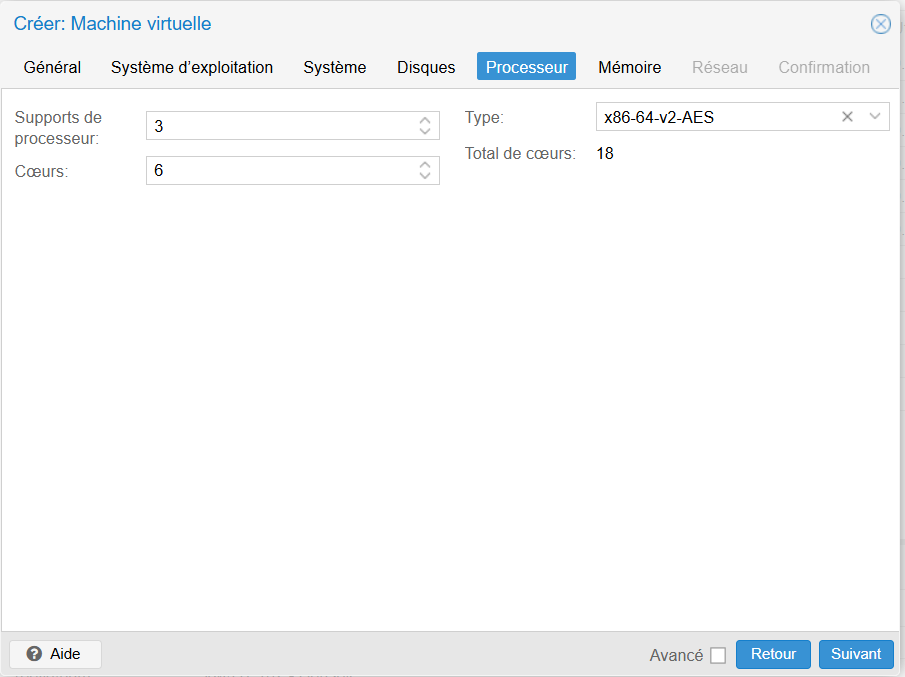 Créer: Machine virtuelle
Général Système d'exploitation Système Disques Processeur Mémoire Réseau Confirmation
Supports de
processeur:
3
Type:
x86-64-v2-AES
Cœurs:
6
Total de cœurs:
18
Aide
Avancé
Retour
Suivant